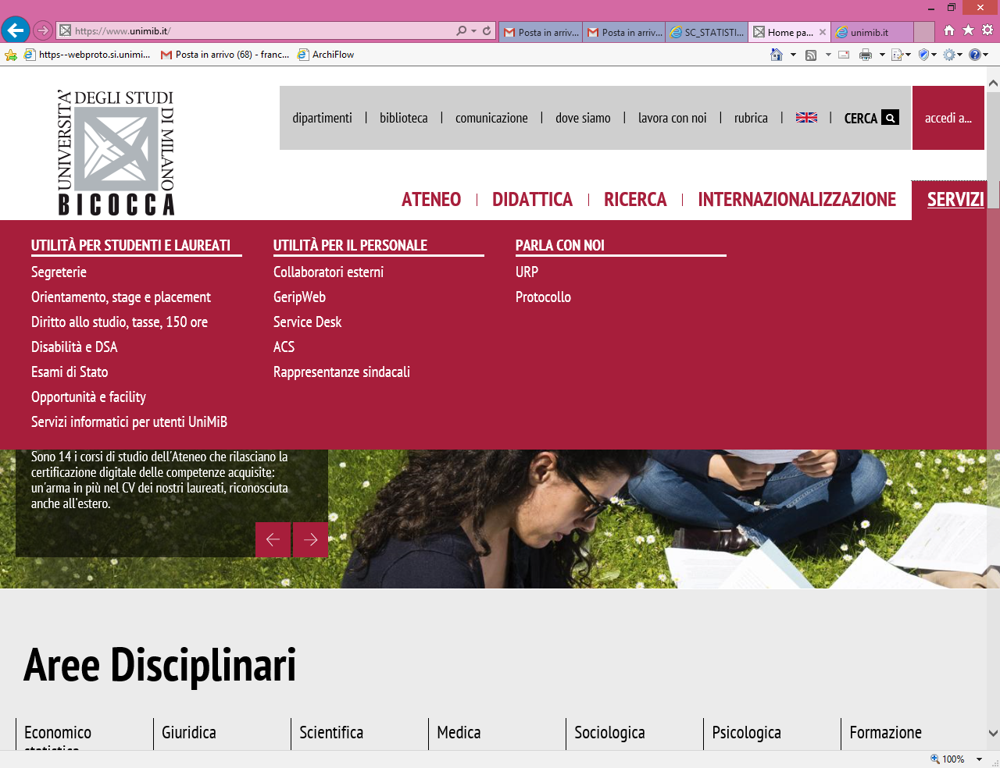 https://www.unimib.it/
Posta in arriv...
Posta in arriv...
SC_STATISTI...
Home pa...
unimib.it
https--webproto.si.unimi...
Posta in arrivo (68) - franc...
ArchiFlow
UNIVERSITA' DEGLI STUDI DI MILANO
BICOCCA
dipartimenti | biblioteca | comunicazione | dove siamo | lavora con noi | rubrica | | CERCA
accedi a...
ATENEO | DIDATTICA | RICERCA | INTERNAZIONALIZZAZIONE
SERVIZI
UTILITÀ PER STUDENTI E LAUREATI
Segreterie
Orientamento, stage e placement
Diritto allo studio, tasse, 150 ore
Disabilità e DSA
Esami di Stato
Opportunità e facility
Servizi informatici per utenti UniMiB
UTILITÀ PER IL PERSONALE
Collaboratori esterni
GeripWeb
Service Desk
ACS
Rappresentanze sindacali
PARLA CON NOI
URP
Protocollo
Sono 14 i corsi di studio dell'Ateneo che rilasciano la
certificazione digitale delle competenze acquisite:
un'arma in più nel CV dei nostri laureati, riconosciuta
anche all'estero.
Aree Disciplinari
Economico
statistica
Giuridica
Scientifica
Medica
Sociologica
Psicologica
Formazione
100%